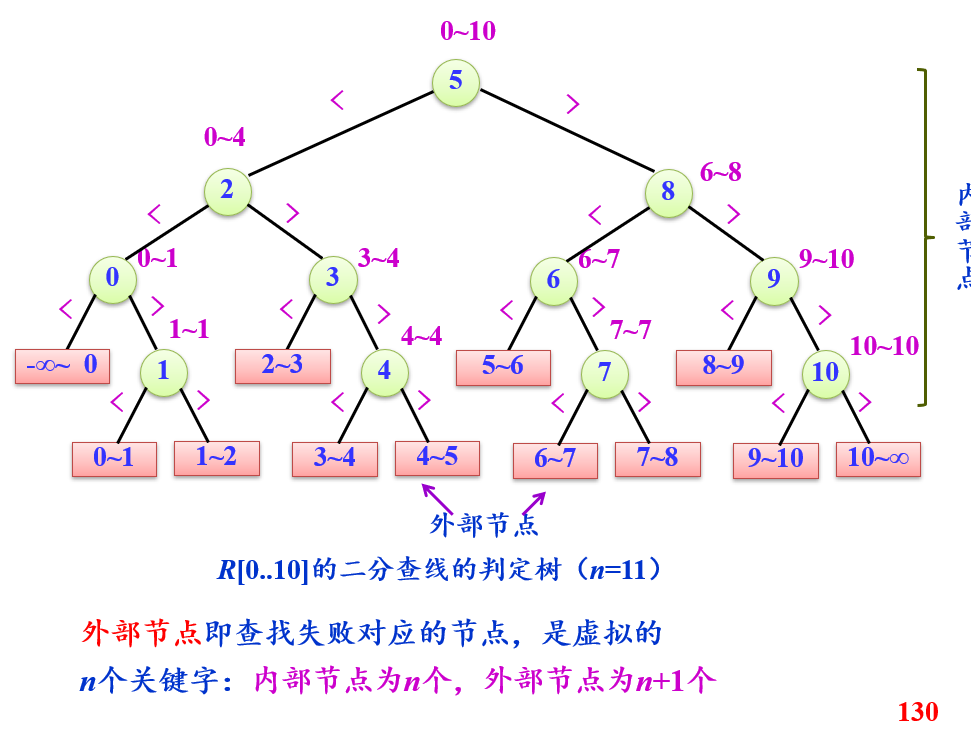 0~10
5
< >
0~4
2
8
6~8
< > < >
0 0~1
3 3~4
6 6~7
9 9~10
< > < > < > < >
1~1 4~4 7~7 10~10
-∞~ 0 1 2~3 4 5~6 7 8~9 10
< > < > < > < >
0~1 1~2 3~4 4~5 6~7 7~8 9~10 10~∞
内部节点
外部节点
R[0..10]的二分查线的判定树（n=11）
外部节点即查找失败对应的节点，是虚拟的
n个关键字：内部节点为n个，外部节点为n+1个
130